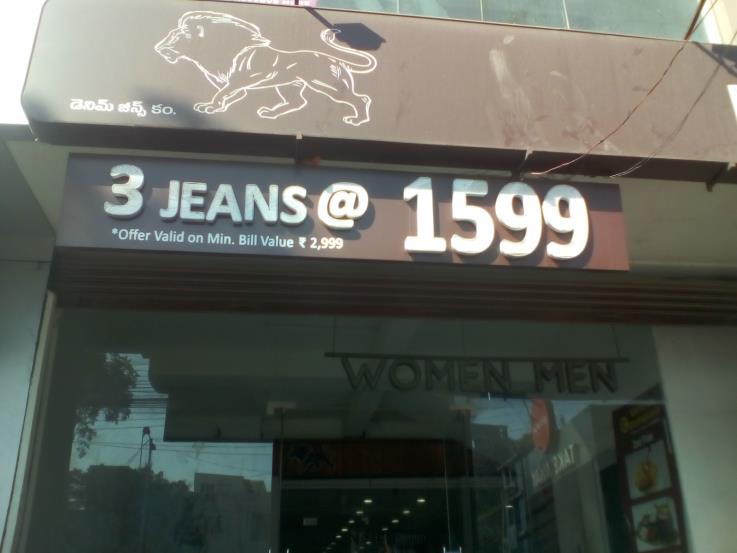 డెనిమ్ జీన్స్ కం.
3 JEANS @ 1599
*Offer Valid on Min. Bill Value ₹ 2,999
WOMEN MEN